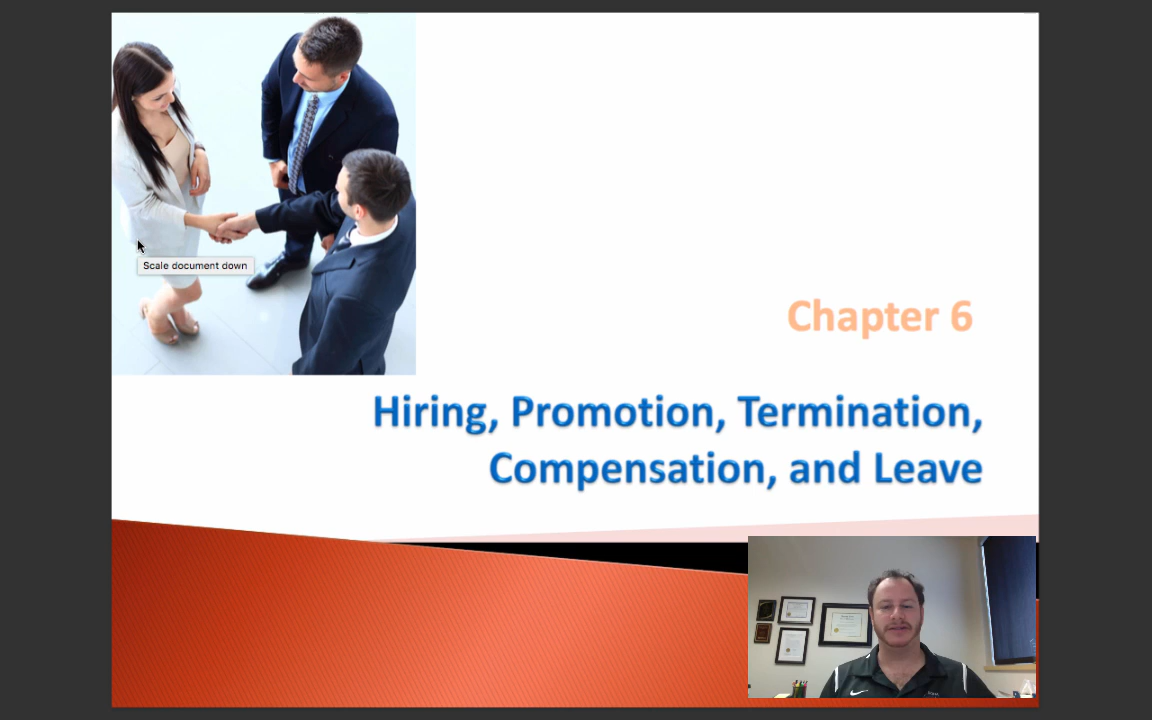 Scale document down
Chapter 6
Hiring, Promotion, Termination,
Compensation, and Leave